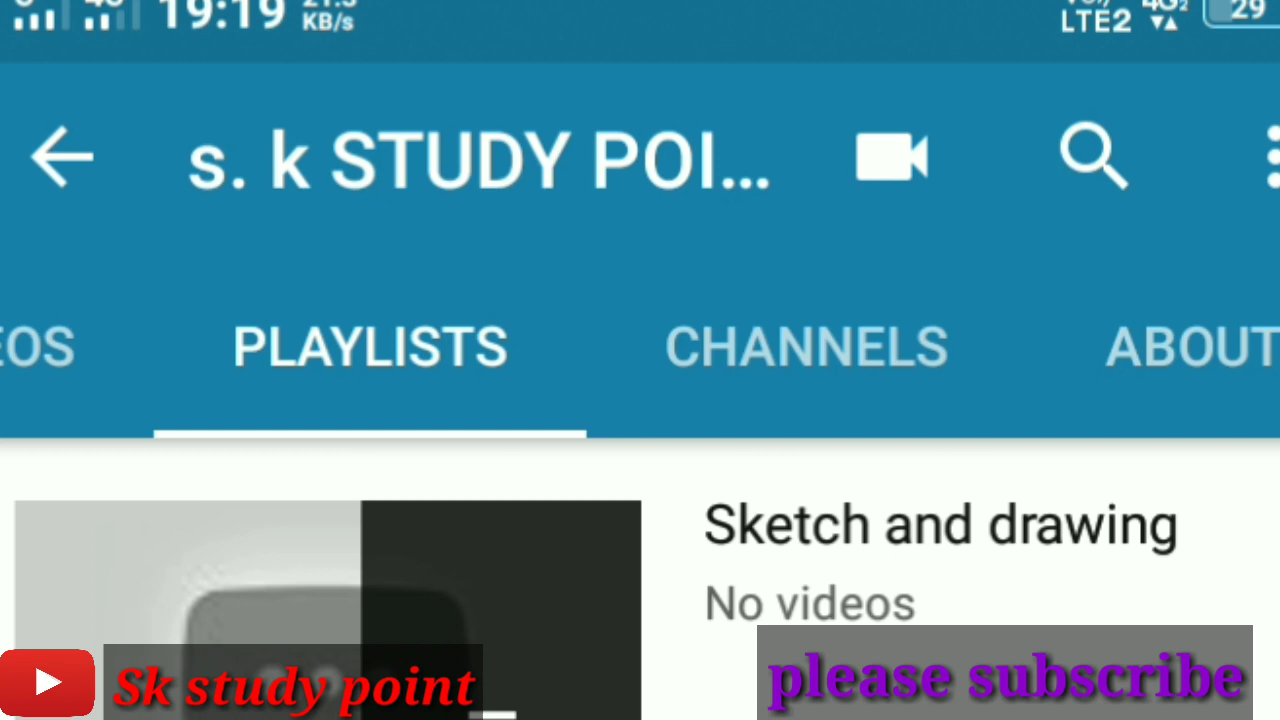 19:19
KB/s
LTE2
29
s. k STUDY POI...
EOS PLAYLISTS CHANNELS ABOUT
Sketch and drawing
No videos
Sk study point
please subscribe